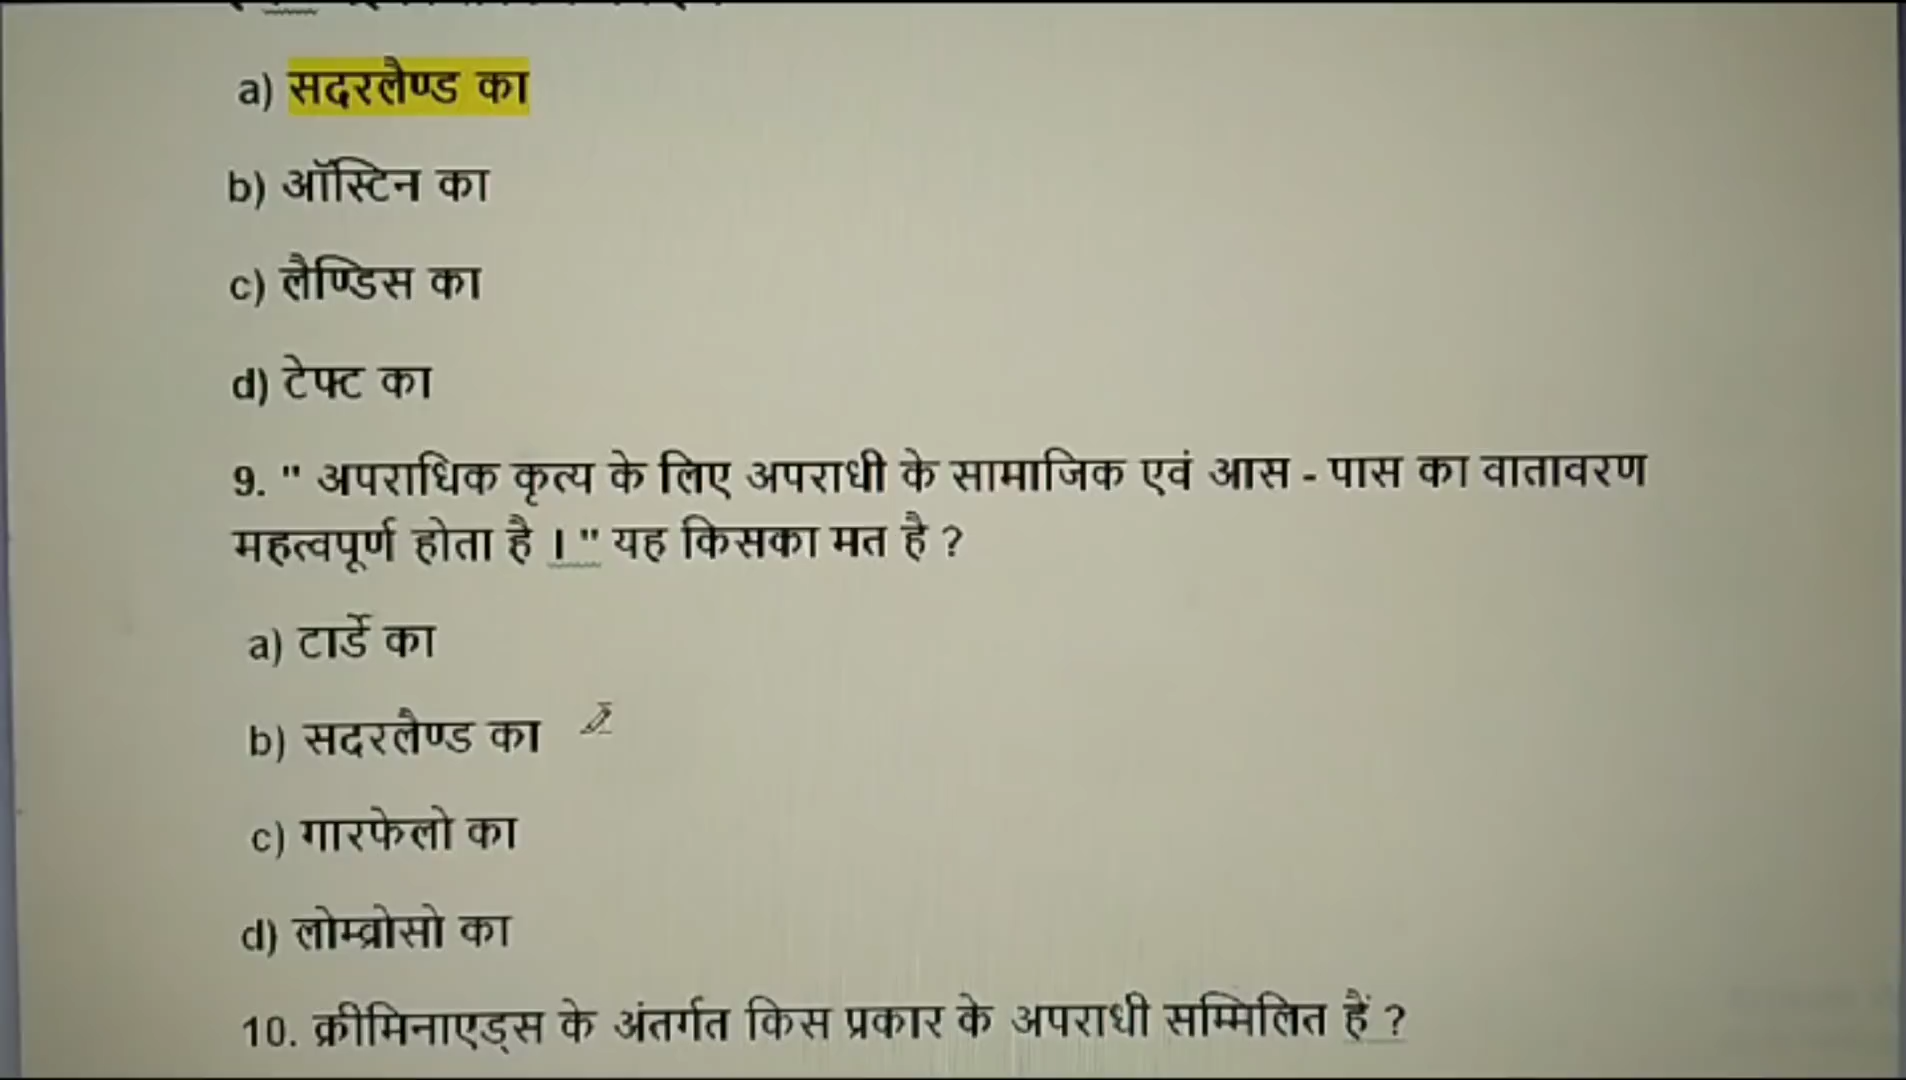 a) सदरलैण्ड का
b) ऑस्टिन का
c) लैण्डिस का
d) टेफ्ट का
9. " अपराधिक कृत्य के लिए अपराधी के सामाजिक एवं आस - पास का वातावरण
महत्वपूर्ण होता है । " यह किसका मत है ?
a) टार्डे का
b) सदरलैण्ड का
c) गारफेलो का
d) लोम्ब्रोसो का
10. क्रीमिनाएड्स के अंतर्गत किस प्रकार के अपराधी सम्मिलित हैं ?